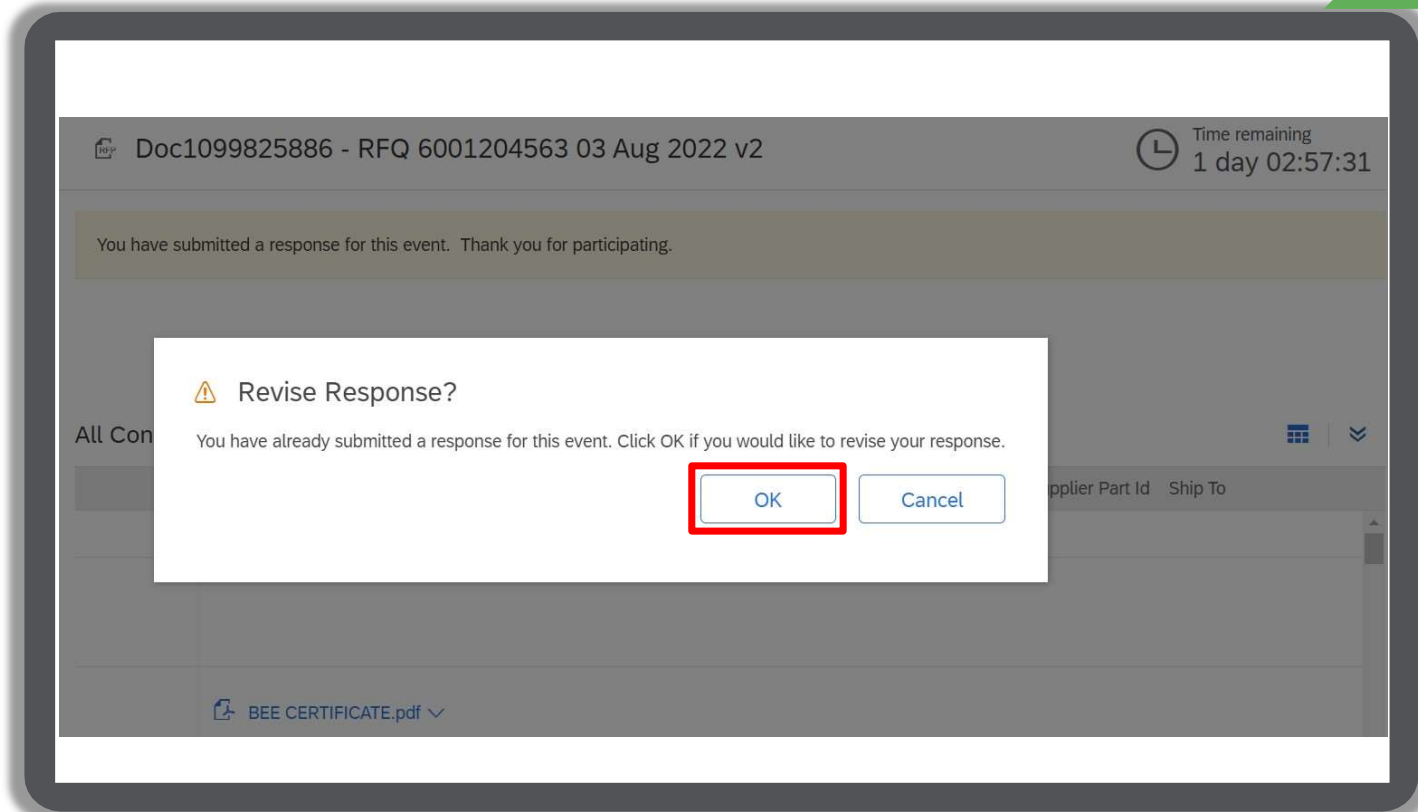 RFP
Doc1099825886 - RFQ 6001204563 03 Aug 2022 v2
Time remaining
1 day 02:57:31
You have submitted a response for this event. Thank you for participating.
Revise Response?
All Con
You have already submitted a response for this event. Click OK if you would like to revise your response.
OK
Cancel
pplier Part Id Ship To
BEE CERTIFICATE.pdf